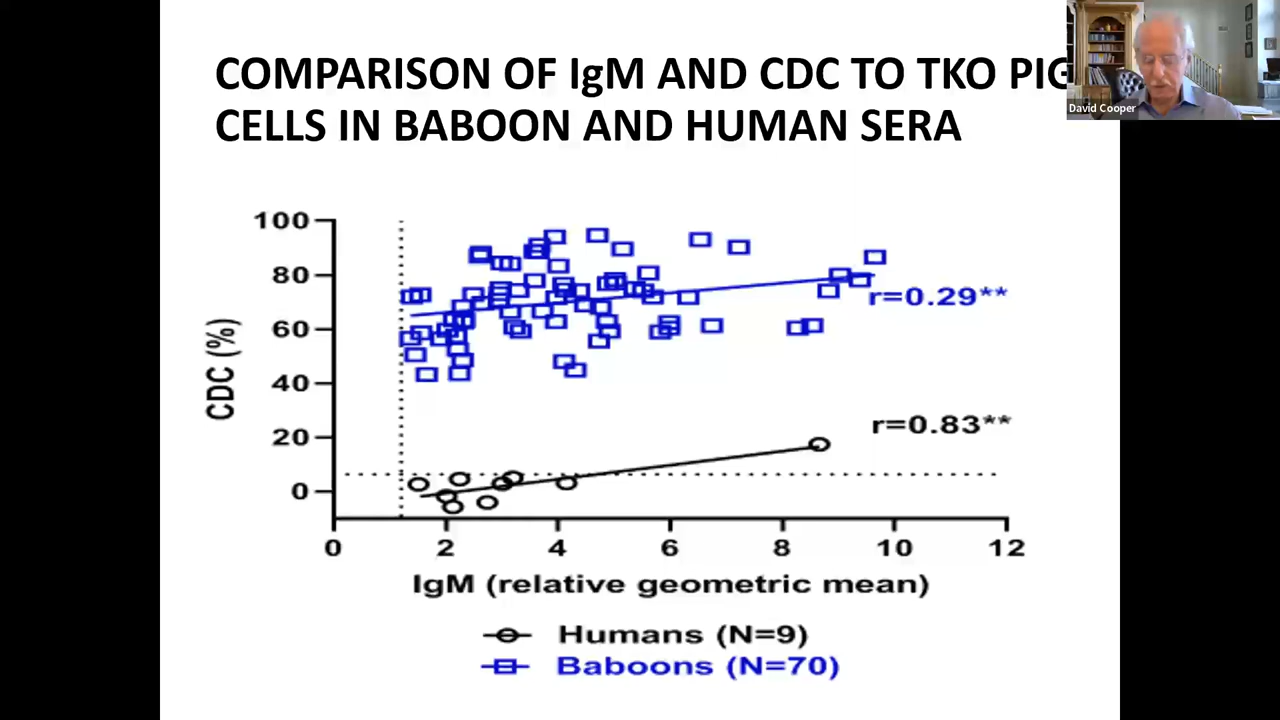 COMPARISON OF IgM AND CDC TO TKO PIG
CELLS IN BABOON AND HUMAN SERA
David Cooper
100
80
60
40
20
0
CDC (%)
r=0.29**
r=0.83**
0 2 4 6 8 10 12
IgM (relative geometric mean)
Humans (N=9)
Baboons (N=70)